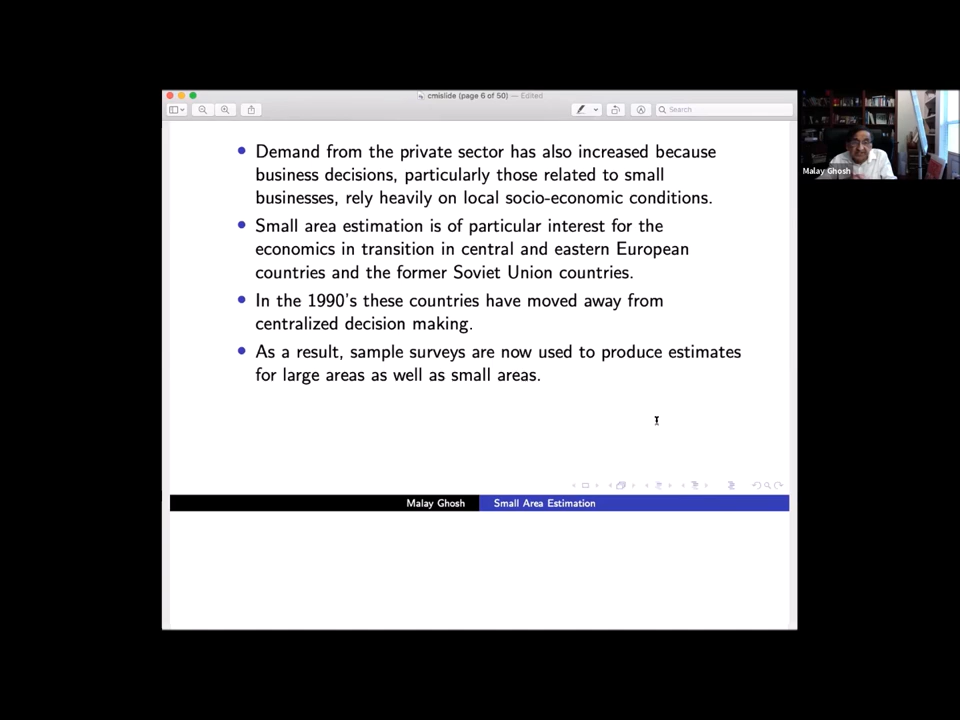 cmislide (page 6 of 50) — Edited
Search
Demand from the private sector has also increased because
business decisions, particularly those related to small
businesses, rely heavily on local socio-economic conditions.
Small area estimation is of particular interest for the
economics in transition in central and eastern European
countries and the former Soviet Union countries.
In the 1990's these countries have moved away from
centralized decision making.
As a result, sample surveys are now used to produce estimates
for large areas as well as small areas.
Malay Ghosh
Small Area Estimation
Malay Ghosh